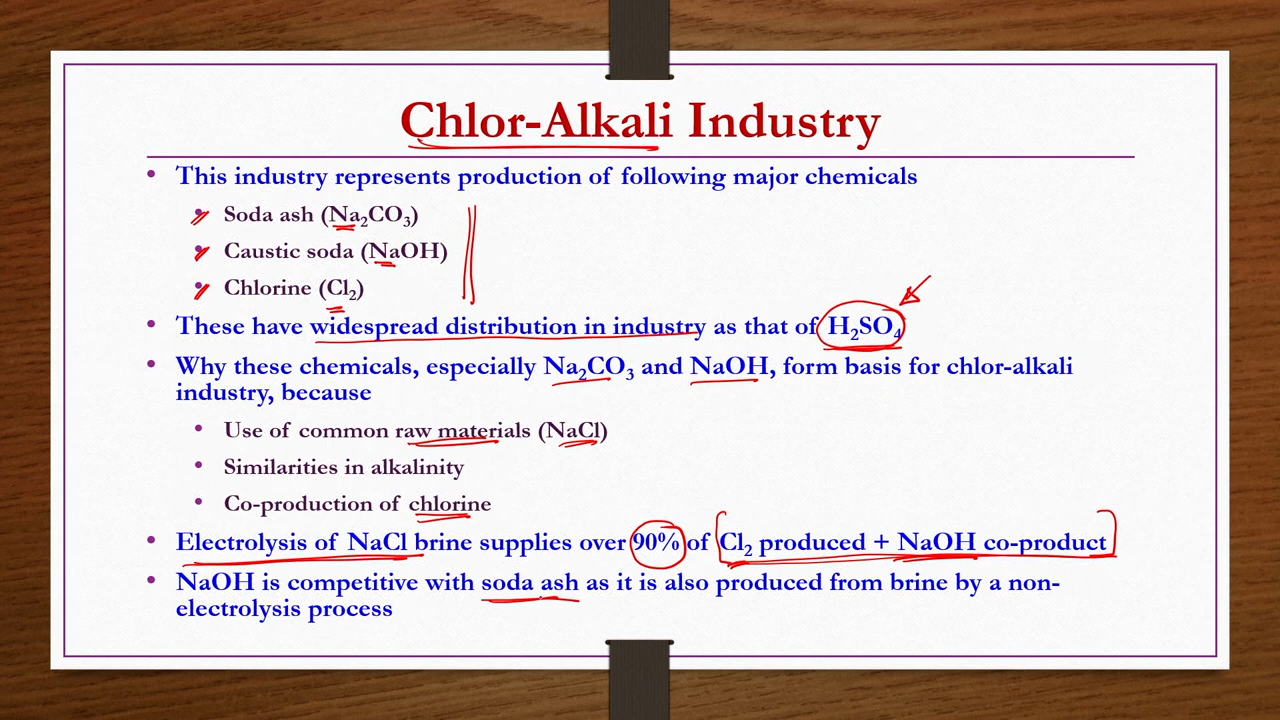 Chlor-Alkali Industry
• This industry represents production of following major chemicals
• Soda ash (Na₂CO₃)
• Caustic soda (NaOH)
• Chlorine (Cl₂)
• These have widespread distribution in industry as that of H₂SO₄
• Why these chemicals, especially Na₂CO₃ and NaOH, form basis for chlor-alkali
industry, because
• Use of common raw materials (NaCl)
• Similarities in alkalinity
• Co-production of chlorine
• Electrolysis of NaCl brine supplies over 90% of Cl₂ produced + NaOH co-product
• NaOH is competitive with soda ash as it is also produced from brine by a non-
electrolysis process